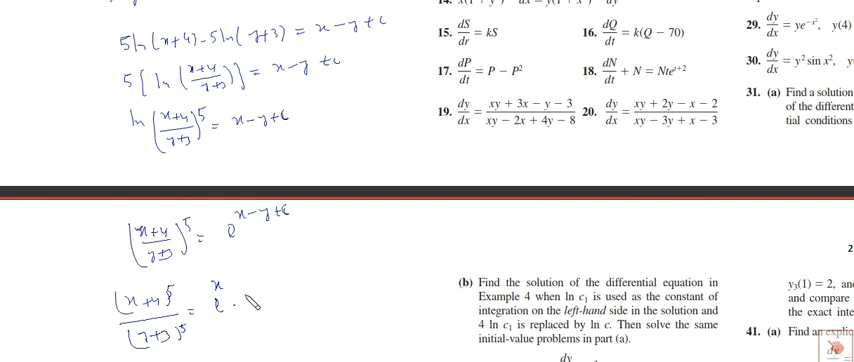 5 ln(x+4) - 5 ln(y+3) = x - y + c
5 [ ln ( (x+4)/(y+3) ) ] = x - y + c
ln ( (x+4)/(y+3) )^5 = x - y + c
( (x+4)/(y+3) )^5 = e^(x-y+c)
(x+4)^5/(y+3)^5 = e^x ·
15. dS/dr = kS
16. dQ/dt = k(Q − 70)
17. dP/dt = P − P²
18. dN/dt + N = Nte^(t+2)
19. dy/dx = (xy + 3x − y − 3)/(xy − 2x + 4y − 8)
20. dy/dx = (xy + 2y − x − 2)/(xy − 3y + x − 3)
29. dy/dx = ye^(−x²), y(4)
30. dy/dx = y² sin x², y
31. (a) Find a solution
of the different
tial conditions
(b) Find the solution of the differential equation in
Example 4 when ln c₁ is used as the constant of
integration on the left-hand side in the solution and
4 ln c₁ is replaced by ln c. Then solve the same
initial-value problems in part (a).
dy
2
y₃(1) = 2, an
and compare
the exact inte
41. (a) Find an explic